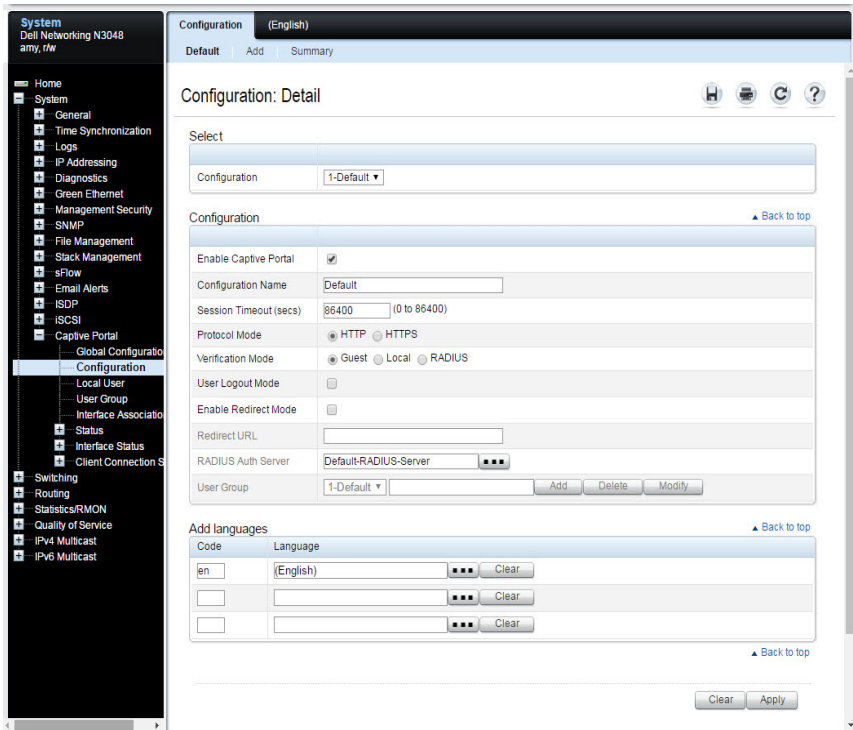 System
Dell Networking N3048
amy, r/w
Configuration
(English)
Default
Add
Summary
Home
System
General
Time Synchronization
Logs
IP Addressing
Diagnostics
Green Ethernet
Management Security
SNMP
File Management
Stack Management
sFlow
Email Alerts
ISDP
iSCSI
Captive Portal
Global Configuratio
Configuration
Local User
User Group
Interface Associatio
Status
Interface Status
Client Connection S
Switching
Routing
Statistics/RMON
Quality of Service
IPv4 Multicast
IPv6 Multicast
Configuration: Detail
Select
Configuration 1-Default
Configuration
Back to top
Enable Captive Portal
Configuration Name Default
Session Timeout (secs) 86400 (0 to 86400)
Protocol Mode HTTP HTTPS
Verification Mode Guest Local RADIUS
User Logout Mode
Enable Redirect Mode
Redirect URL
RADIUS Auth Server Default-RADIUS-Server
User Group 1-Default Add Delete Modify
Add languages
Back to top
Code Language
en (English) Clear
Clear
Clear
Back to top
Clear Apply